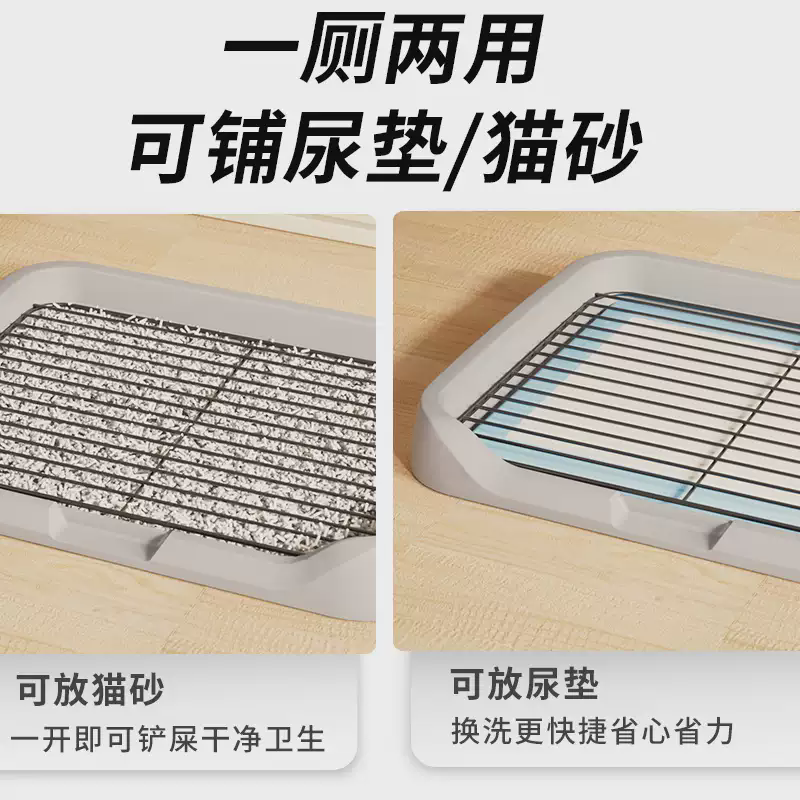 一厕两用
可铺尿垫/猫砂
可放猫砂
一开即可铲屎干净卫生
可放尿垫
换洗更快捷省心省力